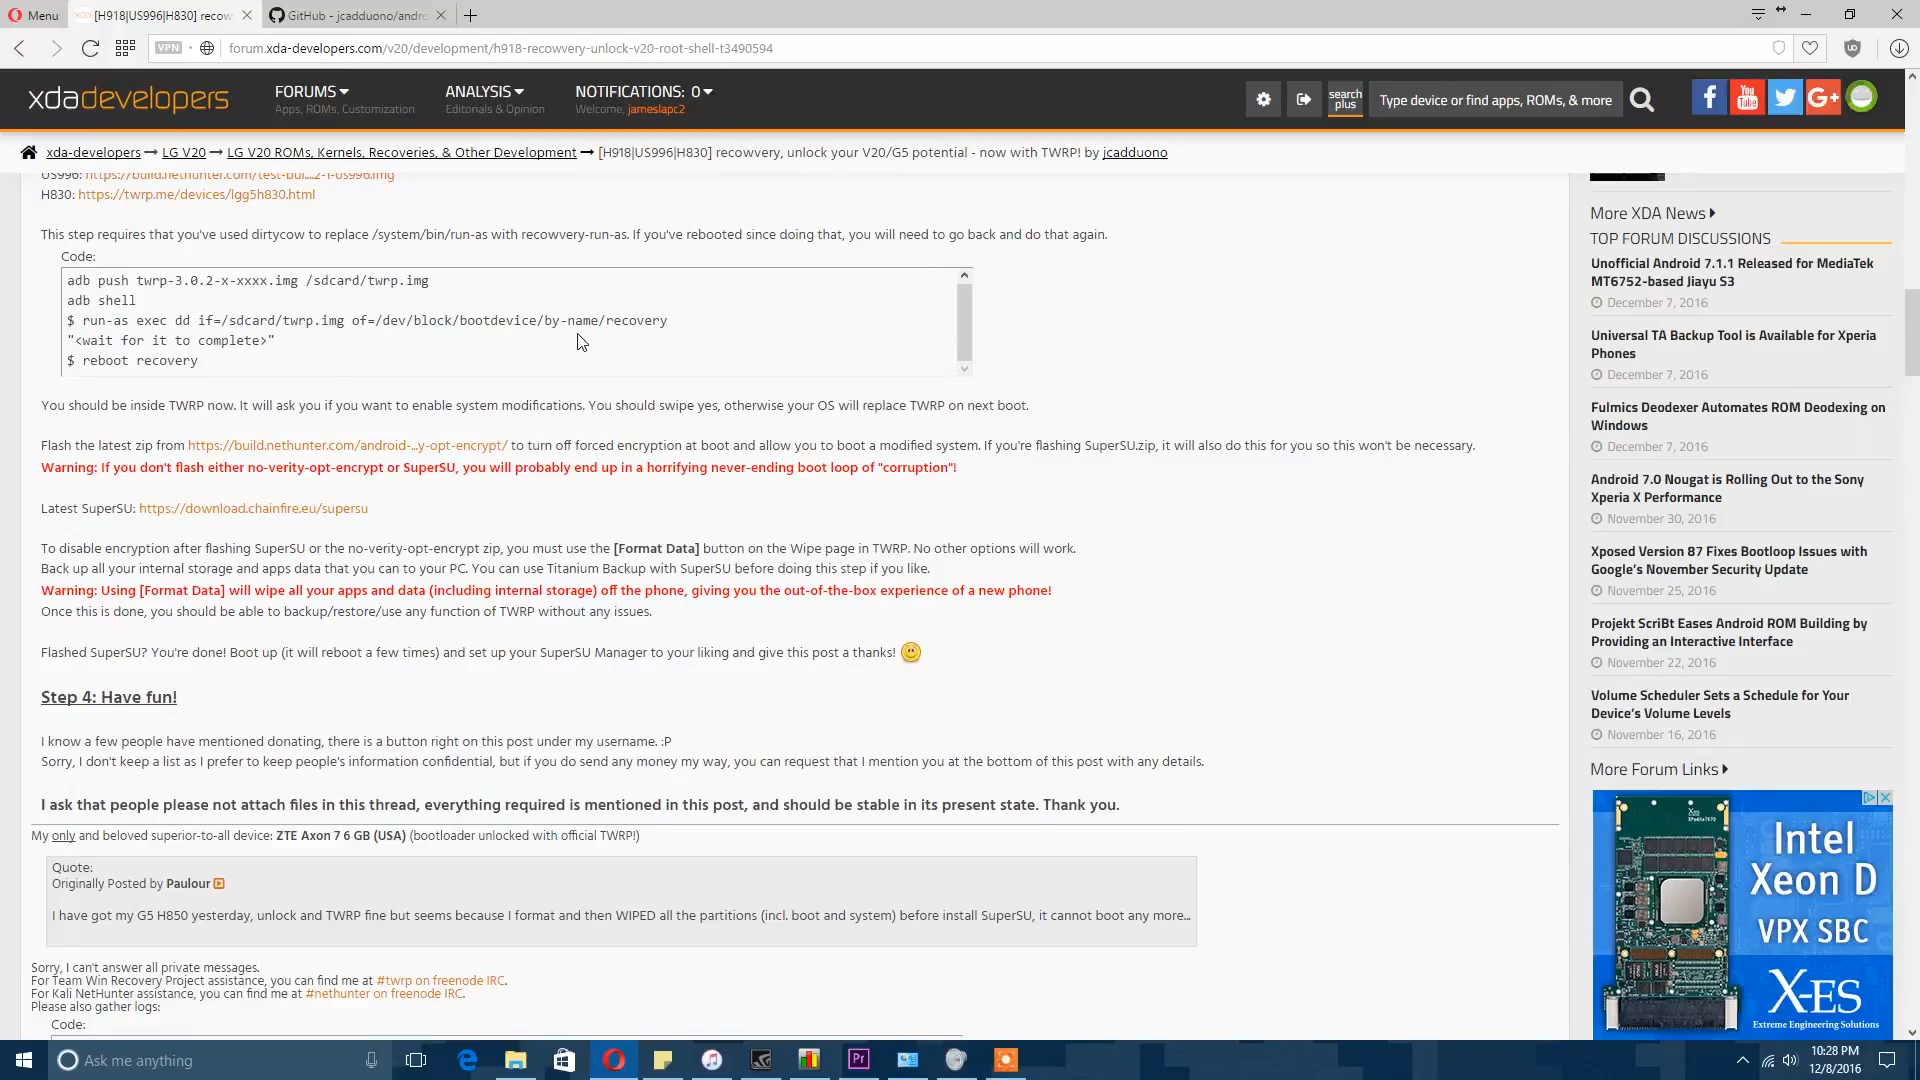 Menu
[H918|US996|H830] recow
GitHub - jcadduono/andro
VPN
forum.xda-developers.com/v20/development/h918-recowvery-unlock-v20-root-shell-t3490594
xdadevelopers
FORUMS
Apps, ROMs, Customization
ANALYSIS
Editorials & Opinion
NOTIFICATIONS: 0
Welcome, jameslapc2
search plus
Type device or find apps, ROMs, & more
You Tube
G+
xda-developers → LG V20 → LG V20 ROMs, Kernels, Recoveries, & Other Development → [H918|US996|H830] recowvery, unlock your V20/G5 potential - now with TWRP! by jcadduono
US996: https://build.nethunter.com/test-bui...2-1-us996.img
H830: https://twrp.me/devices/lgg5h830.html
This step requires that you've used dirtycow to replace /system/bin/run-as with recowvery-run-as. If you've rebooted since doing that, you will need to go back and do that again.
Code:
adb push twrp-3.0.2-x-xxxx.img /sdcard/twrp.img
adb shell
$ run-as exec dd if=/sdcard/twrp.img of=/dev/block/bootdevice/by-name/recovery
"<wait for it to complete>"
$ reboot recovery
You should be inside TWRP now. It will ask you if you want to enable system modifications. You should swipe yes, otherwise your OS will replace TWRP on next boot.
Flash the latest zip from https://build.nethunter.com/android-...y-opt-encrypt/ to turn off forced encryption at boot and allow you to boot a modified system. If you're flashing SuperSU.zip, it will also do this for you so this won't be necessary.
Warning: If you don't flash either no-verity-opt-encrypt or SuperSU, you will probably end up in a horrifying never-ending boot loop of "corruption"!
Latest SuperSU: https://download.chainfire.eu/supersu
To disable encryption after flashing SuperSU or the no-verity-opt-encrypt zip, you must use the [Format Data] button on the Wipe page in TWRP. No other options will work.
Back up all your internal storage and apps data that you can to your PC. You can use Titanium Backup with SuperSU before doing this step if you like.
Warning: Using [Format Data] will wipe all your apps and data (including internal storage) off the phone, giving you the out-of-the-box experience of a new phone!
Once this is done, you should be able to backup/restore/use any function of TWRP without any issues.
Flashed SuperSU? You're done! Boot up (it will reboot a few times) and set up your SuperSU Manager to your liking and give this post a thanks!
Step 4: Have fun!
I know a few people have mentioned donating, there is a button right on this post under my username. :P
Sorry, I don't keep a list as I prefer to keep people's information confidential, but if you do send any money my way, you can request that I mention you at the bottom of this post with any details.
I ask that people please not attach files in this thread, everything required is mentioned in this post, and should be stable in its present state. Thank you.
My only and beloved superior-to-all device: ZTE Axon 7 6 GB (USA) (bootloader unlocked with official TWRP!)
Quote:
Originally Posted by Paulour
I have got my G5 H850 yesterday, unlock and TWRP fine but seems because I format and then WIPED all the partitions (incl. boot and system) before install SuperSU, it cannot boot any more...
Sorry, I can't answer all private messages.
For Team Win Recovery Project assistance, you can find me at #twrp on freenode IRC.
For Kali NetHunter assistance, you can find me at #nethunter on freenode IRC.
Please also gather logs:
Code:
More XDA News
TOP FORUM DISCUSSIONS
Unofficial Android 7.1.1 Released for MediaTek
MT6752-based Jiayu S3
December 7, 2016
Universal TA Backup Tool is Available for Xperia
Phones
December 7, 2016
Fulmics Deodexer Automates ROM Deodexing on
Windows
December 7, 2016
Android 7.0 Nougat is Rolling Out to the Sony
Xperia X Performance
November 30, 2016
Xposed Version 87 Fixes Bootloop Issues with
Google's November Security Update
November 25, 2016
Projekt ScriBt Eases Android ROM Building by
Providing an Interactive Interface
November 22, 2016
Volume Scheduler Sets a Schedule for Your
Device's Volume Levels
November 16, 2016
More Forum Links
Intel
Xeon D
VPX SBC
X-ES
Extreme Engineering Solutions
Ask me anything
Pr
10:28 PM
12/8/2016